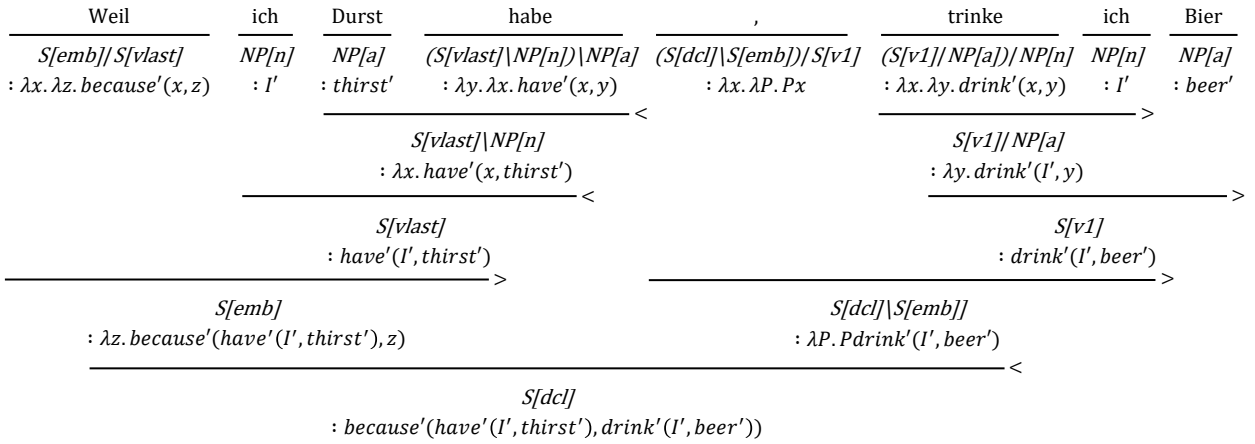 Weil ich Durst habe , trinke ich Bier
S[emb]/S[vlast] NP[n] NP[a] (S[vlast]\NP[n])\NP[a] (S[dcl]\S[emb])/S[v1] (S[v1]/NP[a])/NP[n] NP[n] NP[a]
: λx.λz.because′(x,z) : I′ : thirst′ : λy.λx.have′(x,y) : λx.λP.Px : λx.λy.drink′(x,y) : I′ : beer′
< >
S[vlast]\NP[n] S[v1]/NP[a]
: λx.have′(x,thirst′) : λy.drink′(I′,y)
< >
S[vlast] S[v1]
: have′(I′,thirst′) : drink′(I′,beer′)
> >
S[emb] S[dcl]\S[emb]]
: λz.because′(have′(I′,thirst′),z) : λP.Pdrink′(I′,beer′)
<
S[dcl]
: because′(have′(I′,thirst′),drink′(I′,beer′))